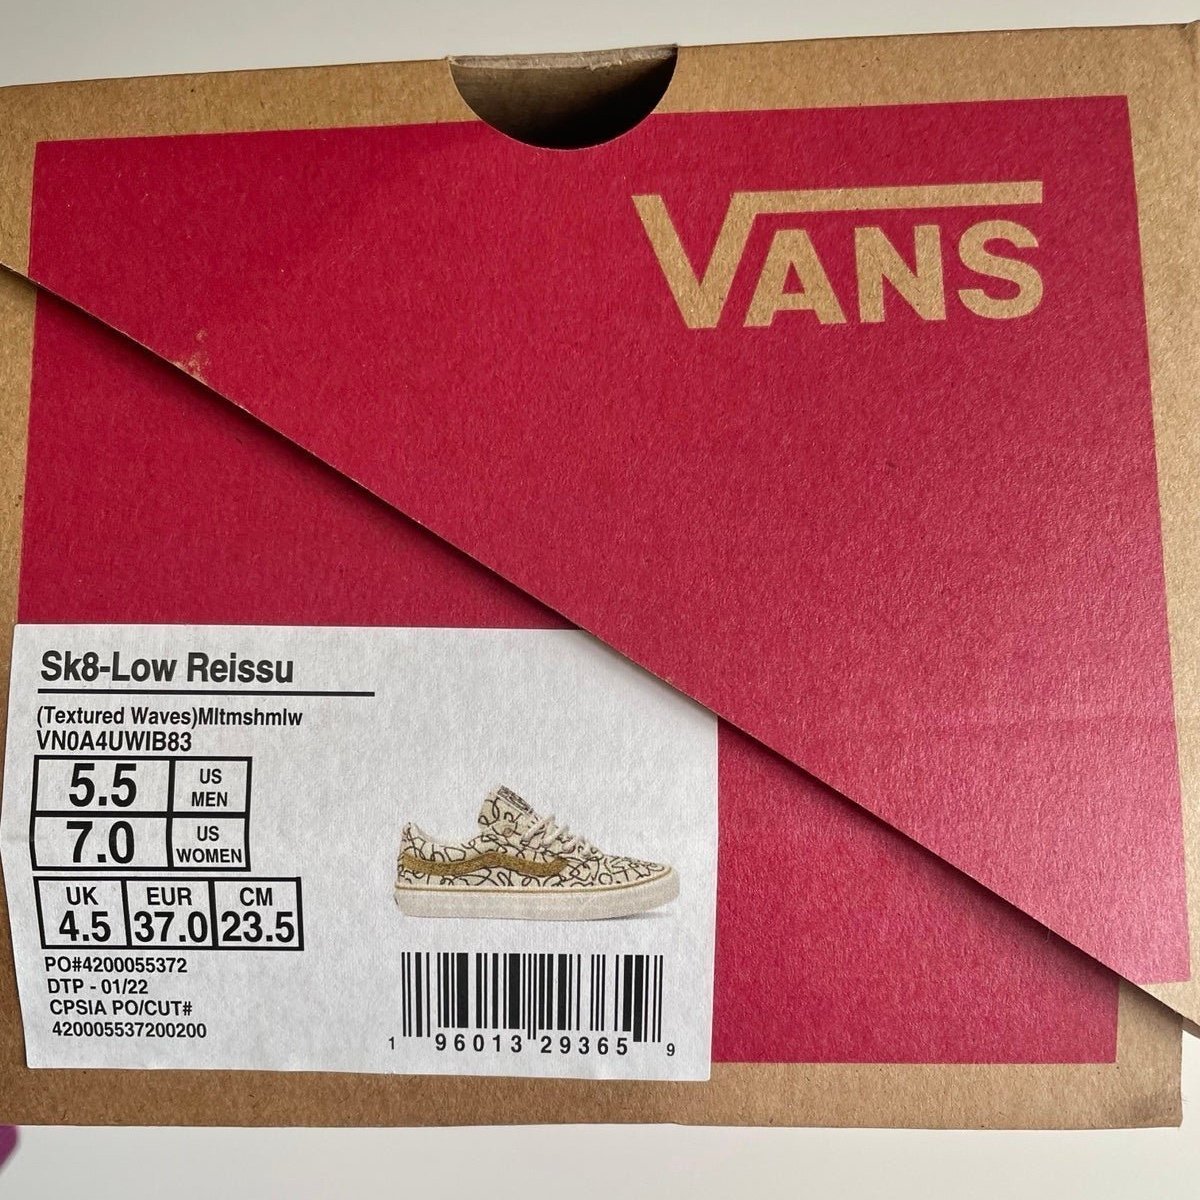 VANS
Sk8-Low Reissu
(Textured Waves)Mltmshmlw
VN0A4UWIB83
5.5 US MEN
7.0 US WOMEN
UK EUR CM
4.5 37.0 23.5
PO#4200055372
DTP - 01/22
CPSIA PO/CUT#
420005537200200
1 96013 29365 9